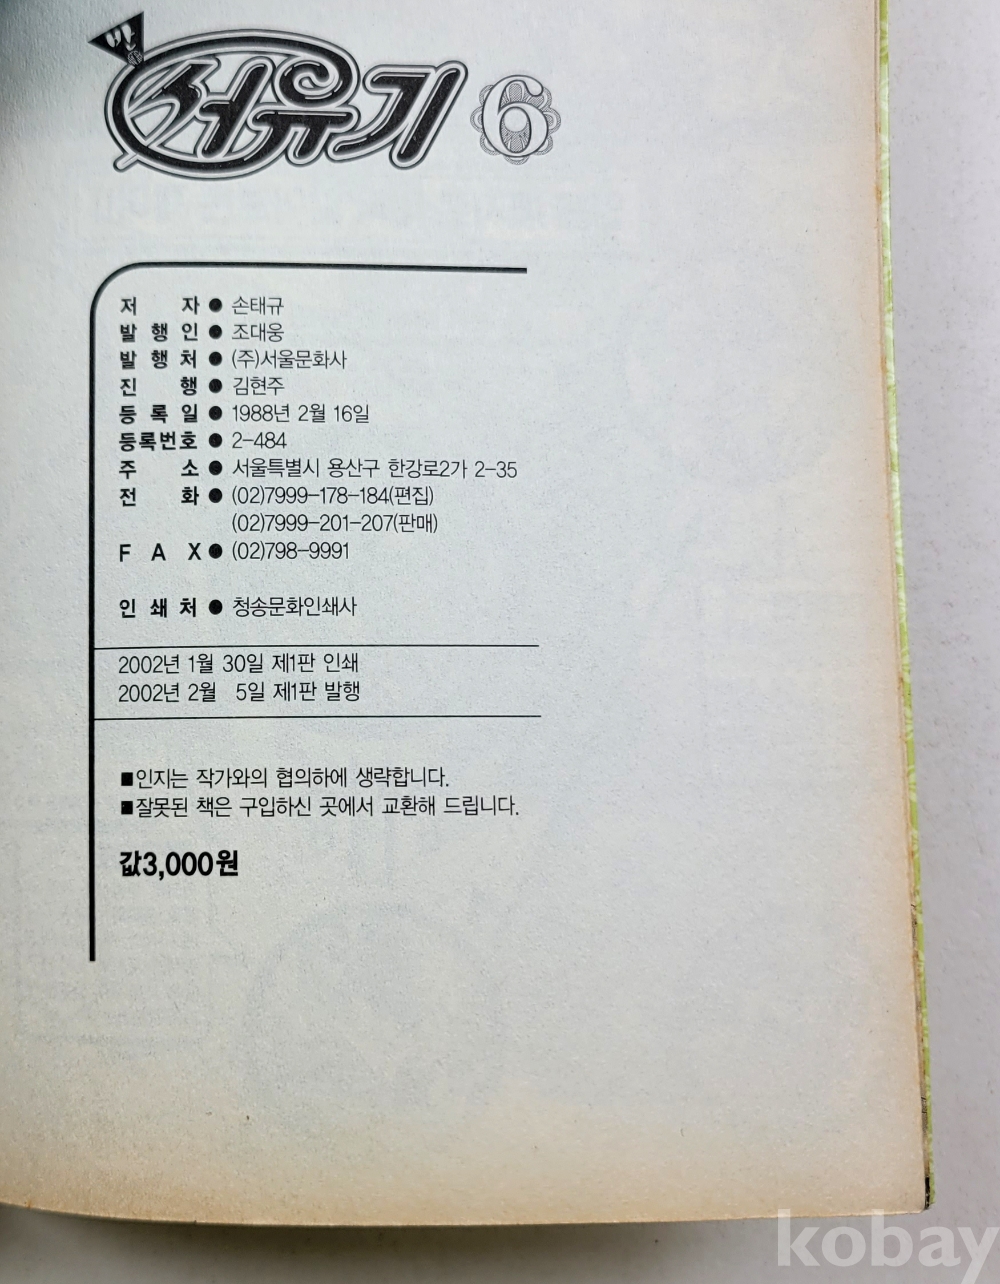 반
서유기 6
저 자 ● 손태규
발 행 인 ● 조대웅
발 행 처 ● (주)서울문화사
진 행 ● 김현주
등 록 일 ● 1988년 2월 16일
등록번호 ● 2-484
주 소 ● 서울특별시 용산구 한강로2가 2-35
전 화 ● (02)7999-178-184(편집)
(02)7999-201-207(판매)
F A X ● (02)798-9991
인 쇄 처 ● 청송문화인쇄사
2002년 1월 30일 제1판 인쇄
2002년 2월 5일 제1판 발행
■인지는 작가와의 협의하에 생략합니다.
■잘못된 책은 구입하신 곳에서 교환해 드립니다.
값3,000원
kobay